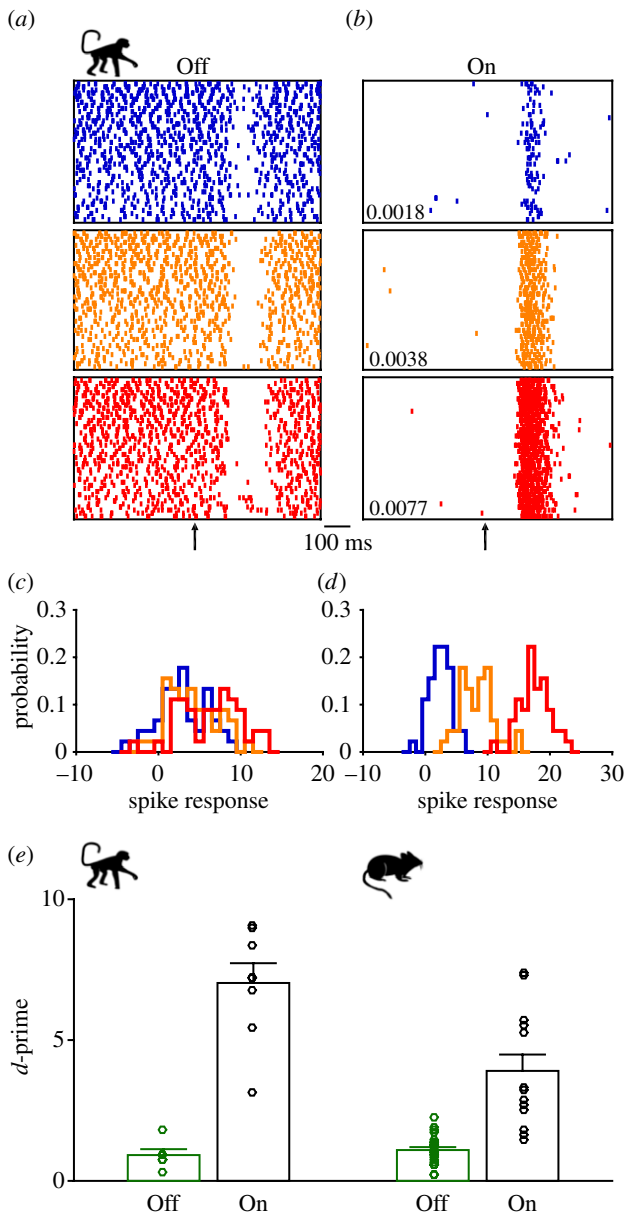 (a)
(b)
Off
On
0.0018
0.0038
0.0077
100 ms
(c)
(d)
probability
0.3
0.2
0.1
0
−10
0
10
20
spike response
0.3
0.2
0.1
0
−10
0
10
20
30
spike response
(e)
d-prime
10
5
0
Off
On
Off
On